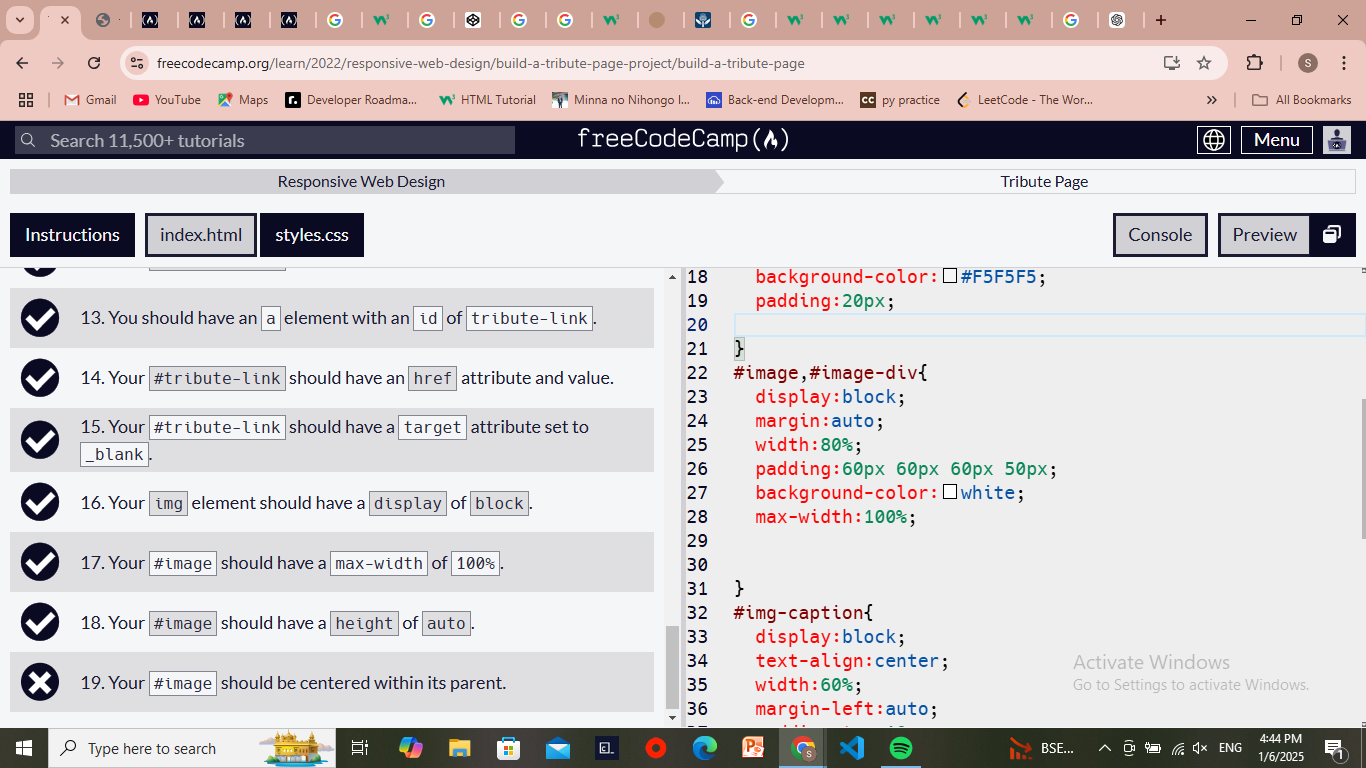 freecodecamp.org/learn/2022/responsive-web-design/build-a-tribute-page-project/build-a-tribute-page
S
Gmail
YouTube
Maps
Developer Roadma...
HTML Tutorial
Minna no Nihongo I...
Back-end Developm...
CC py practice
LeetCode - The Wor...
»
All Bookmarks
Search 11,500+ tutorials
freeCodeCamp
Menu
Responsive Web Design
Tribute Page
Instructions
index.html
styles.css
Console
Preview
13. You should have an a element with an id of tribute-link.
14. Your #tribute-link should have an href attribute and value.
15. Your #tribute-link should have a target attribute set to
_blank.
16. Your img element should have a display of block.
17. Your #image should have a max-width of 100%.
18. Your #image should have a height of auto.
19. Your #image should be centered within its parent.
18 background-color: #F5F5F5;
19 padding:20px;
20
21 }
22 #image,#image-div{
23 display:block;
24 margin:auto;
25 width:80%;
26 padding:60px 60px 60px 50px;
27 background-color: white;
28 max-width:100%;
29
30
31 }
32 #img-caption{
33 display:block;
34 text-align:center;
35 width:60%;
36 margin-left:auto;
Activate Windows
Go to Settings to activate Windows.
Type here to search
BSE...
ENG
4:44 PM
1/6/2025
1